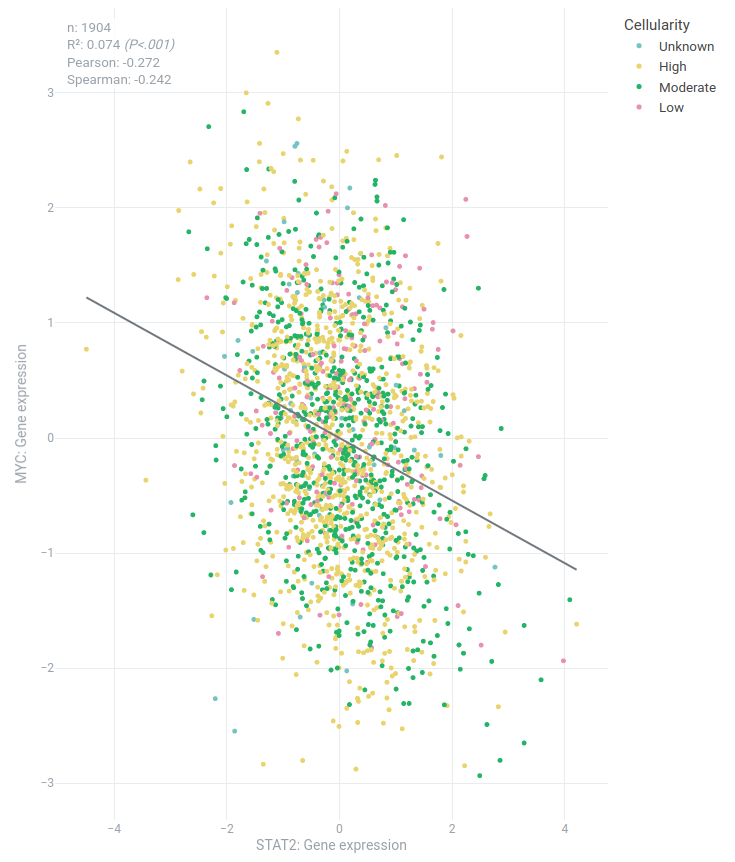 n: 1904
R²: 0.074 (P<.001)
Pearson: -0.272
Spearman: -0.242
Cellularity
Unknown
High
Moderate
Low
3
2
1
0
−1
−2
−3
MYC: Gene expression
−4
−2
0
2
4
STAT2: Gene expression